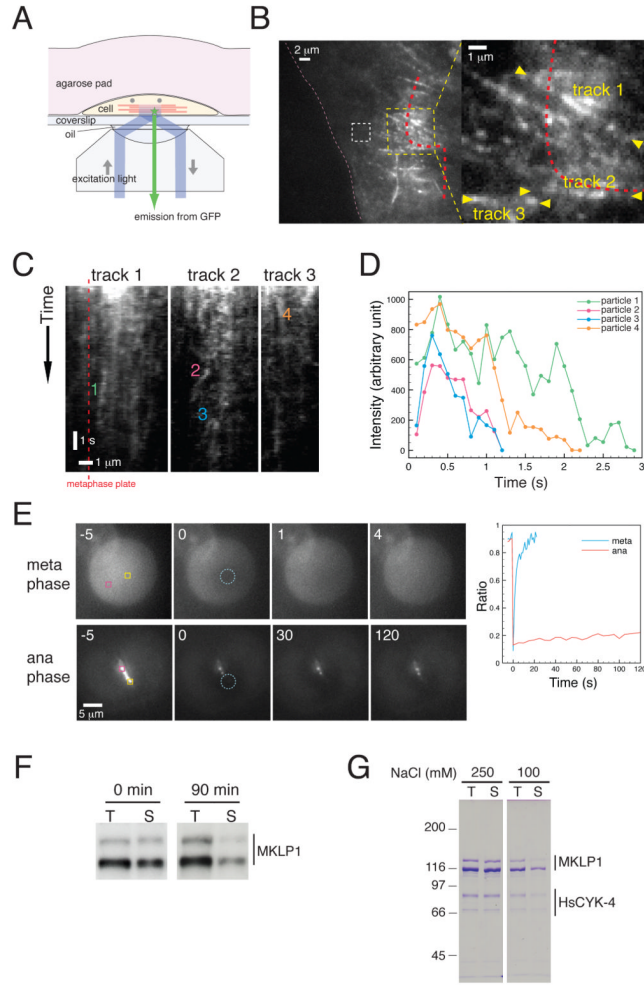 A
agarose pad
cell
coverslip
oil
excitation light
emission from GFP
B
2 μm
1 μm
track 1
track 2
track 3
C
track 1 track 2 track 3
Time
4
2
1
3
1 s
1 μm
metaphase plate
D
Intensity (arbitrary unit)
1000
800
600
400
200
0
particle 1
particle 2
particle 3
particle 4
0 0.5 1 1.5 2 2.5 3
Time (s)
E
meta
phase
-5 0 1 4
ana
phase
-5 0 30 120
5 μm
Ratio
1
0.8
0.6
0.4
0.2
0
meta
ana
0 20 40 60 80 100 120
Time (s)
F
0 min 90 min
T S T S
MKLP1
G
NaCl (mM) 250 100
T S T S
200
116
97
66
45
MKLP1
HsCYK-4